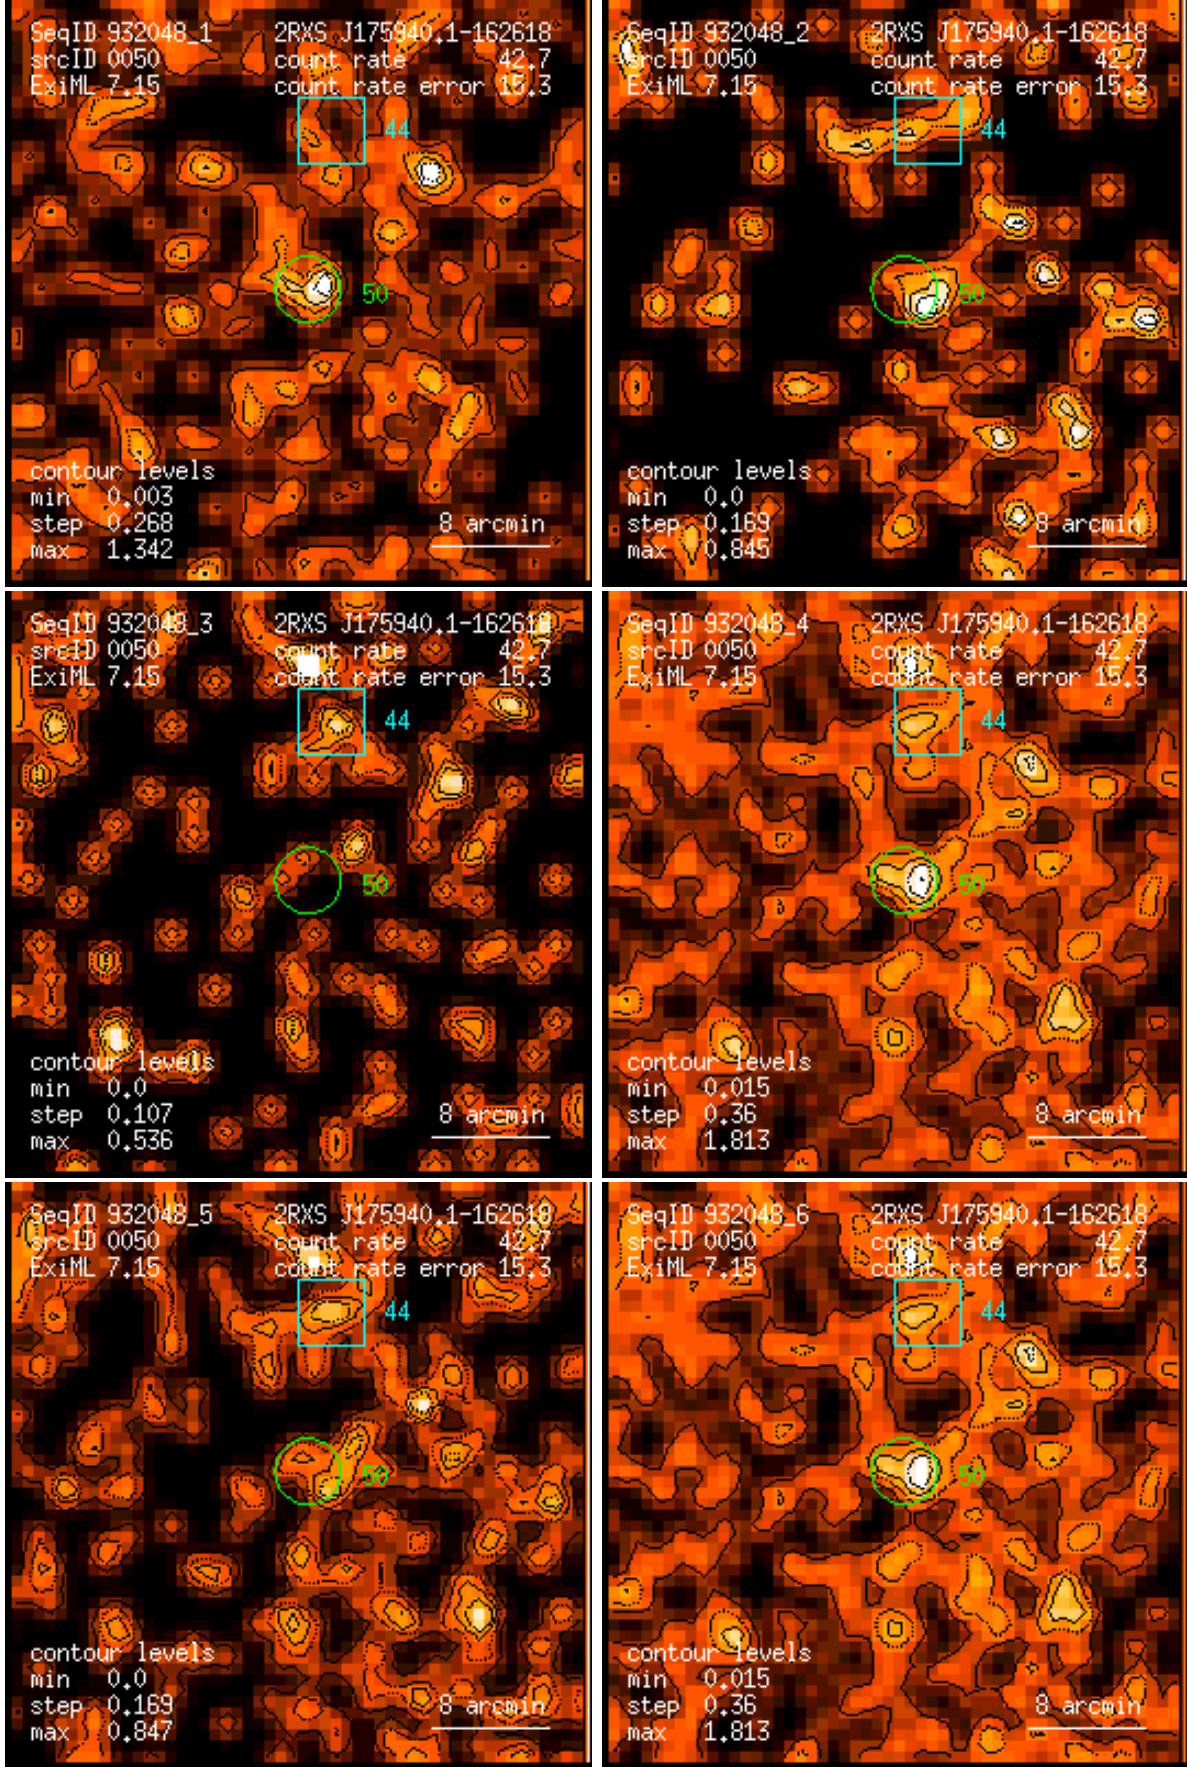 SeqID 932048_1 2RXS J175940.1-162618
srcID 0050 count rate 42.7
ExiML 7.15 count rate error 15.3
44
50
contour levels
min 0.003
step 0.268 8 arcmin
max 1.342
SeqID 932048_2 2RXS J175940.1-162618
srcID 0050 count rate 42.7
ExiML 7.15 count rate error 15.3
44
50
contour levels
min 0.0
step 0.169 8 arcmin
max 0.845
SeqID 932048_3 2RXS J175940.1-162618
srcID 0050 count rate 42.7
ExiML 7.15 count rate error 15.3
44
50
contour levels
min 0.0
step 0.107 8 arcmin
max 0.536
SeqID 932048_4 2RXS J175940.1-162618
srcID 0050 count rate 42.7
ExiML 7.15 count rate error 15.3
44
50
contour levels
min 0.015
step 0.36 8 arcmin
max 1.813
SeqID 932048_5 2RXS J175940.1-162618
srcID 0050 count rate 42.7
ExiML 7.15 count rate error 15.3
44
50
contour levels
min 0.0
step 0.169 8 arcmin
max 0.847
SeqID 932048_6 2RXS J175940.1-162618
srcID 0050 count rate 42.7
ExiML 7.15 count rate error 15.3
44
50
contour levels
min 0.015
step 0.36 8 arcmin
max 1.813